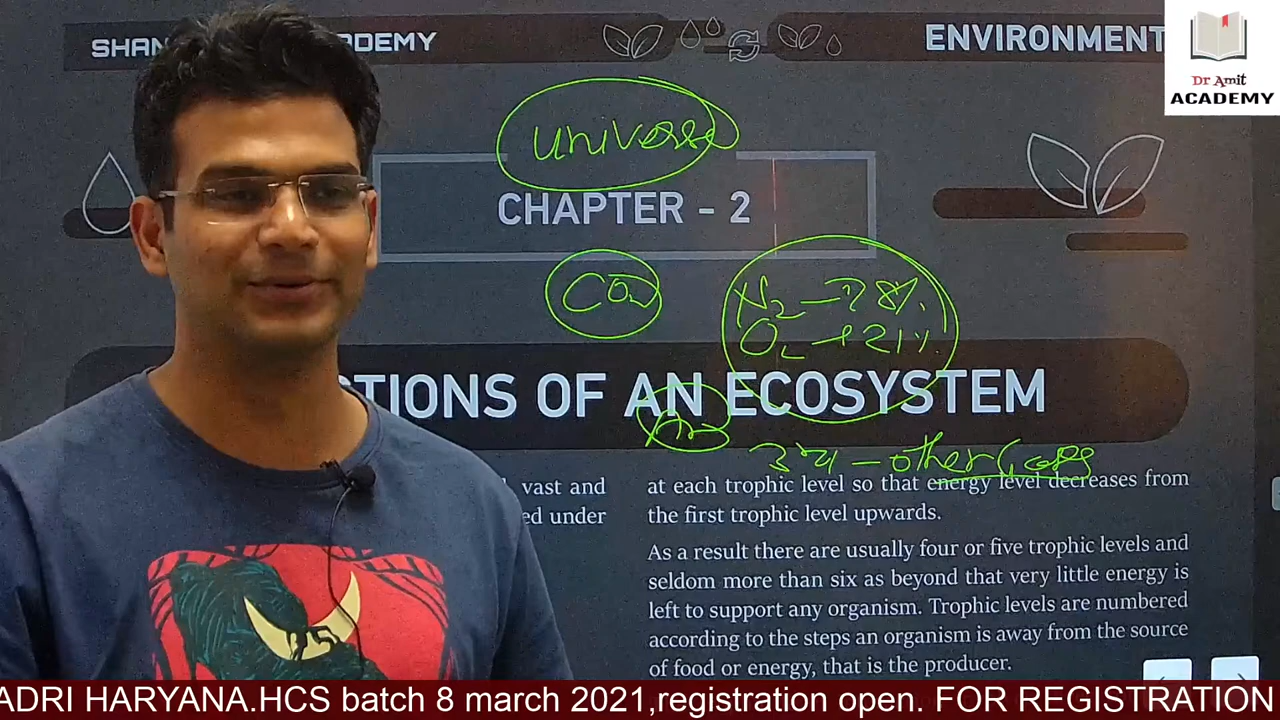 SHAN DEMY
ENVIRONMENT
Dr Amit
ACADEMY
universe
CHAPTER - 2
CO2
N2 → 78%
O2 → 21%
CTIONS OF AN ECOSYSTEM
other Gases
vast and
ed under
at each trophic level so that energy level decreases from
the first trophic level upwards.
As a result there are usually four or five trophic levels and
seldom more than six as beyond that very little energy is
left to support any organism. Trophic levels are numbered
according to the steps an organism is away from the source
of food or energy, that is the producer.
ADRI HARYANA.HCS batch 8 march 2021,registration open. FOR REGISTRATION